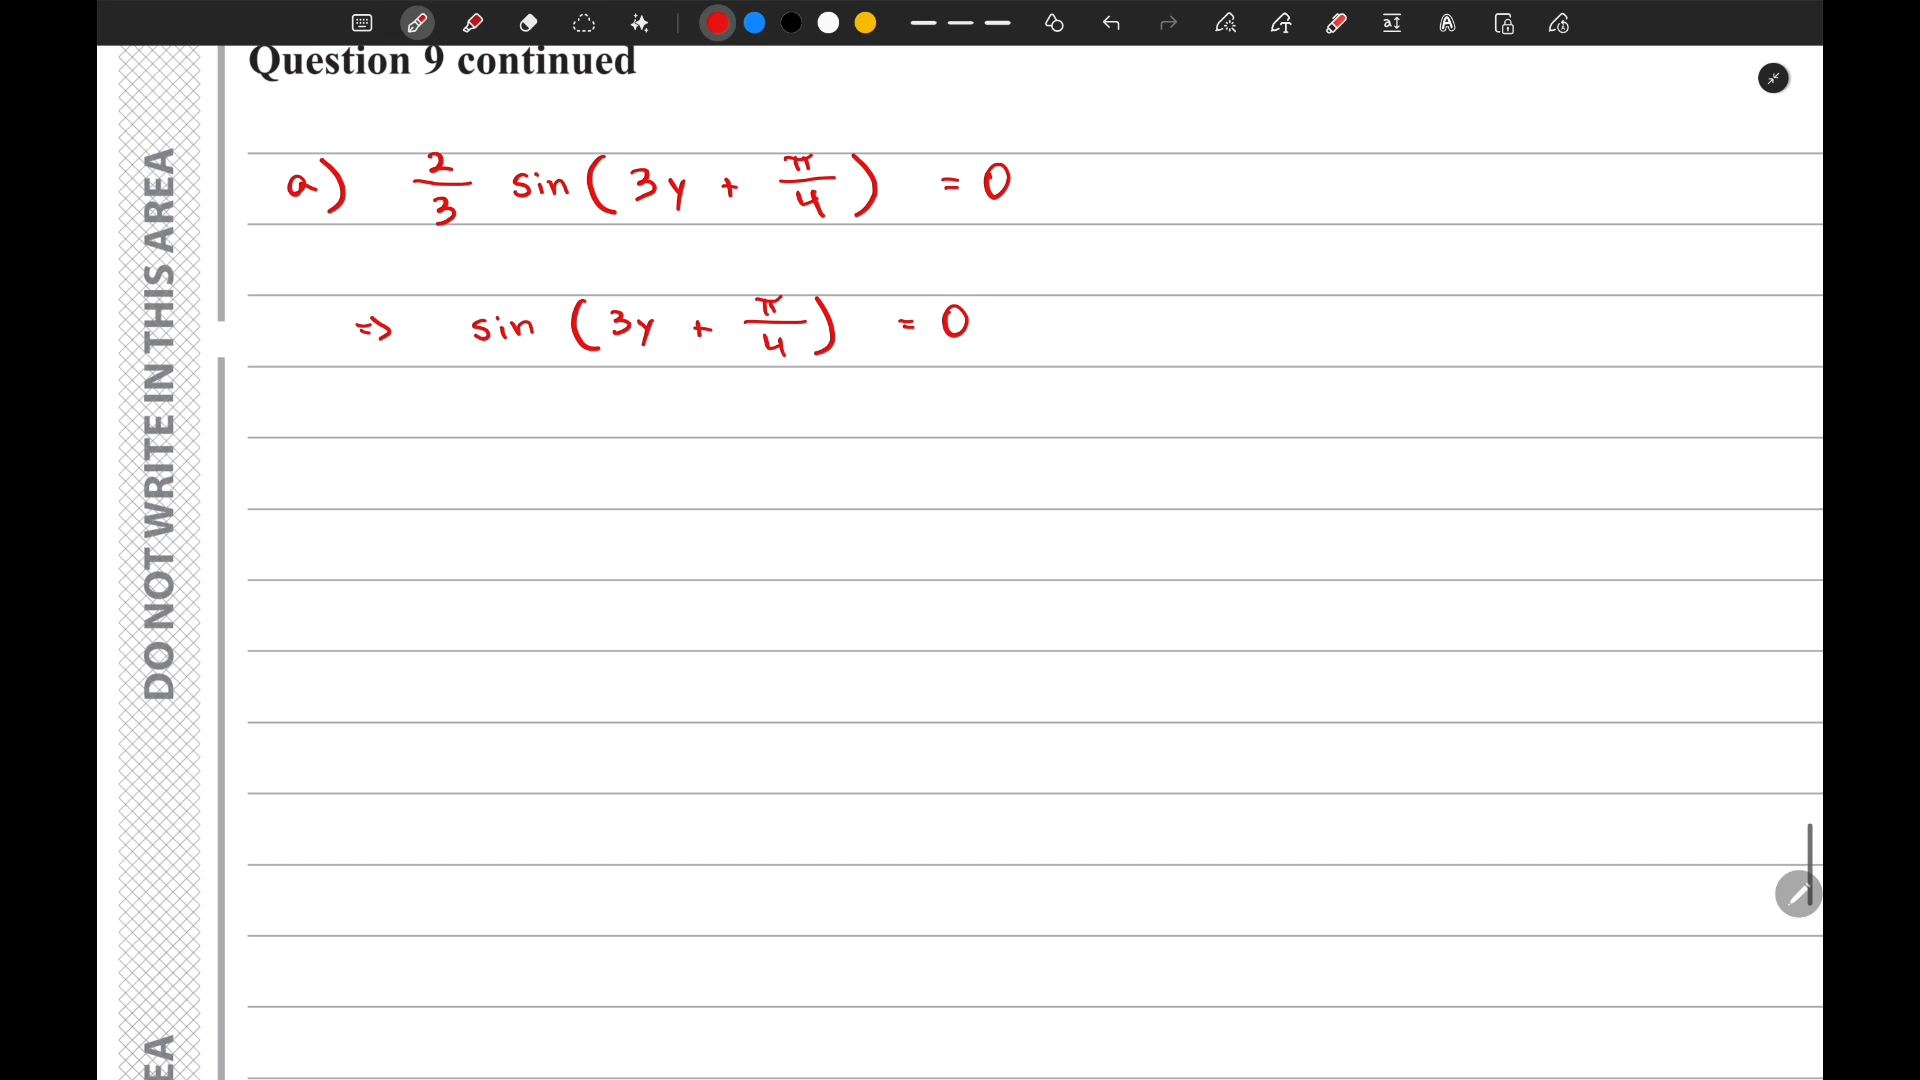 Question 9 continued
a) 2/3 sin(3y + π/4) = 0
=> sin (3y + π/4) = 0
DO NOT WRITE IN THIS AREA
EA